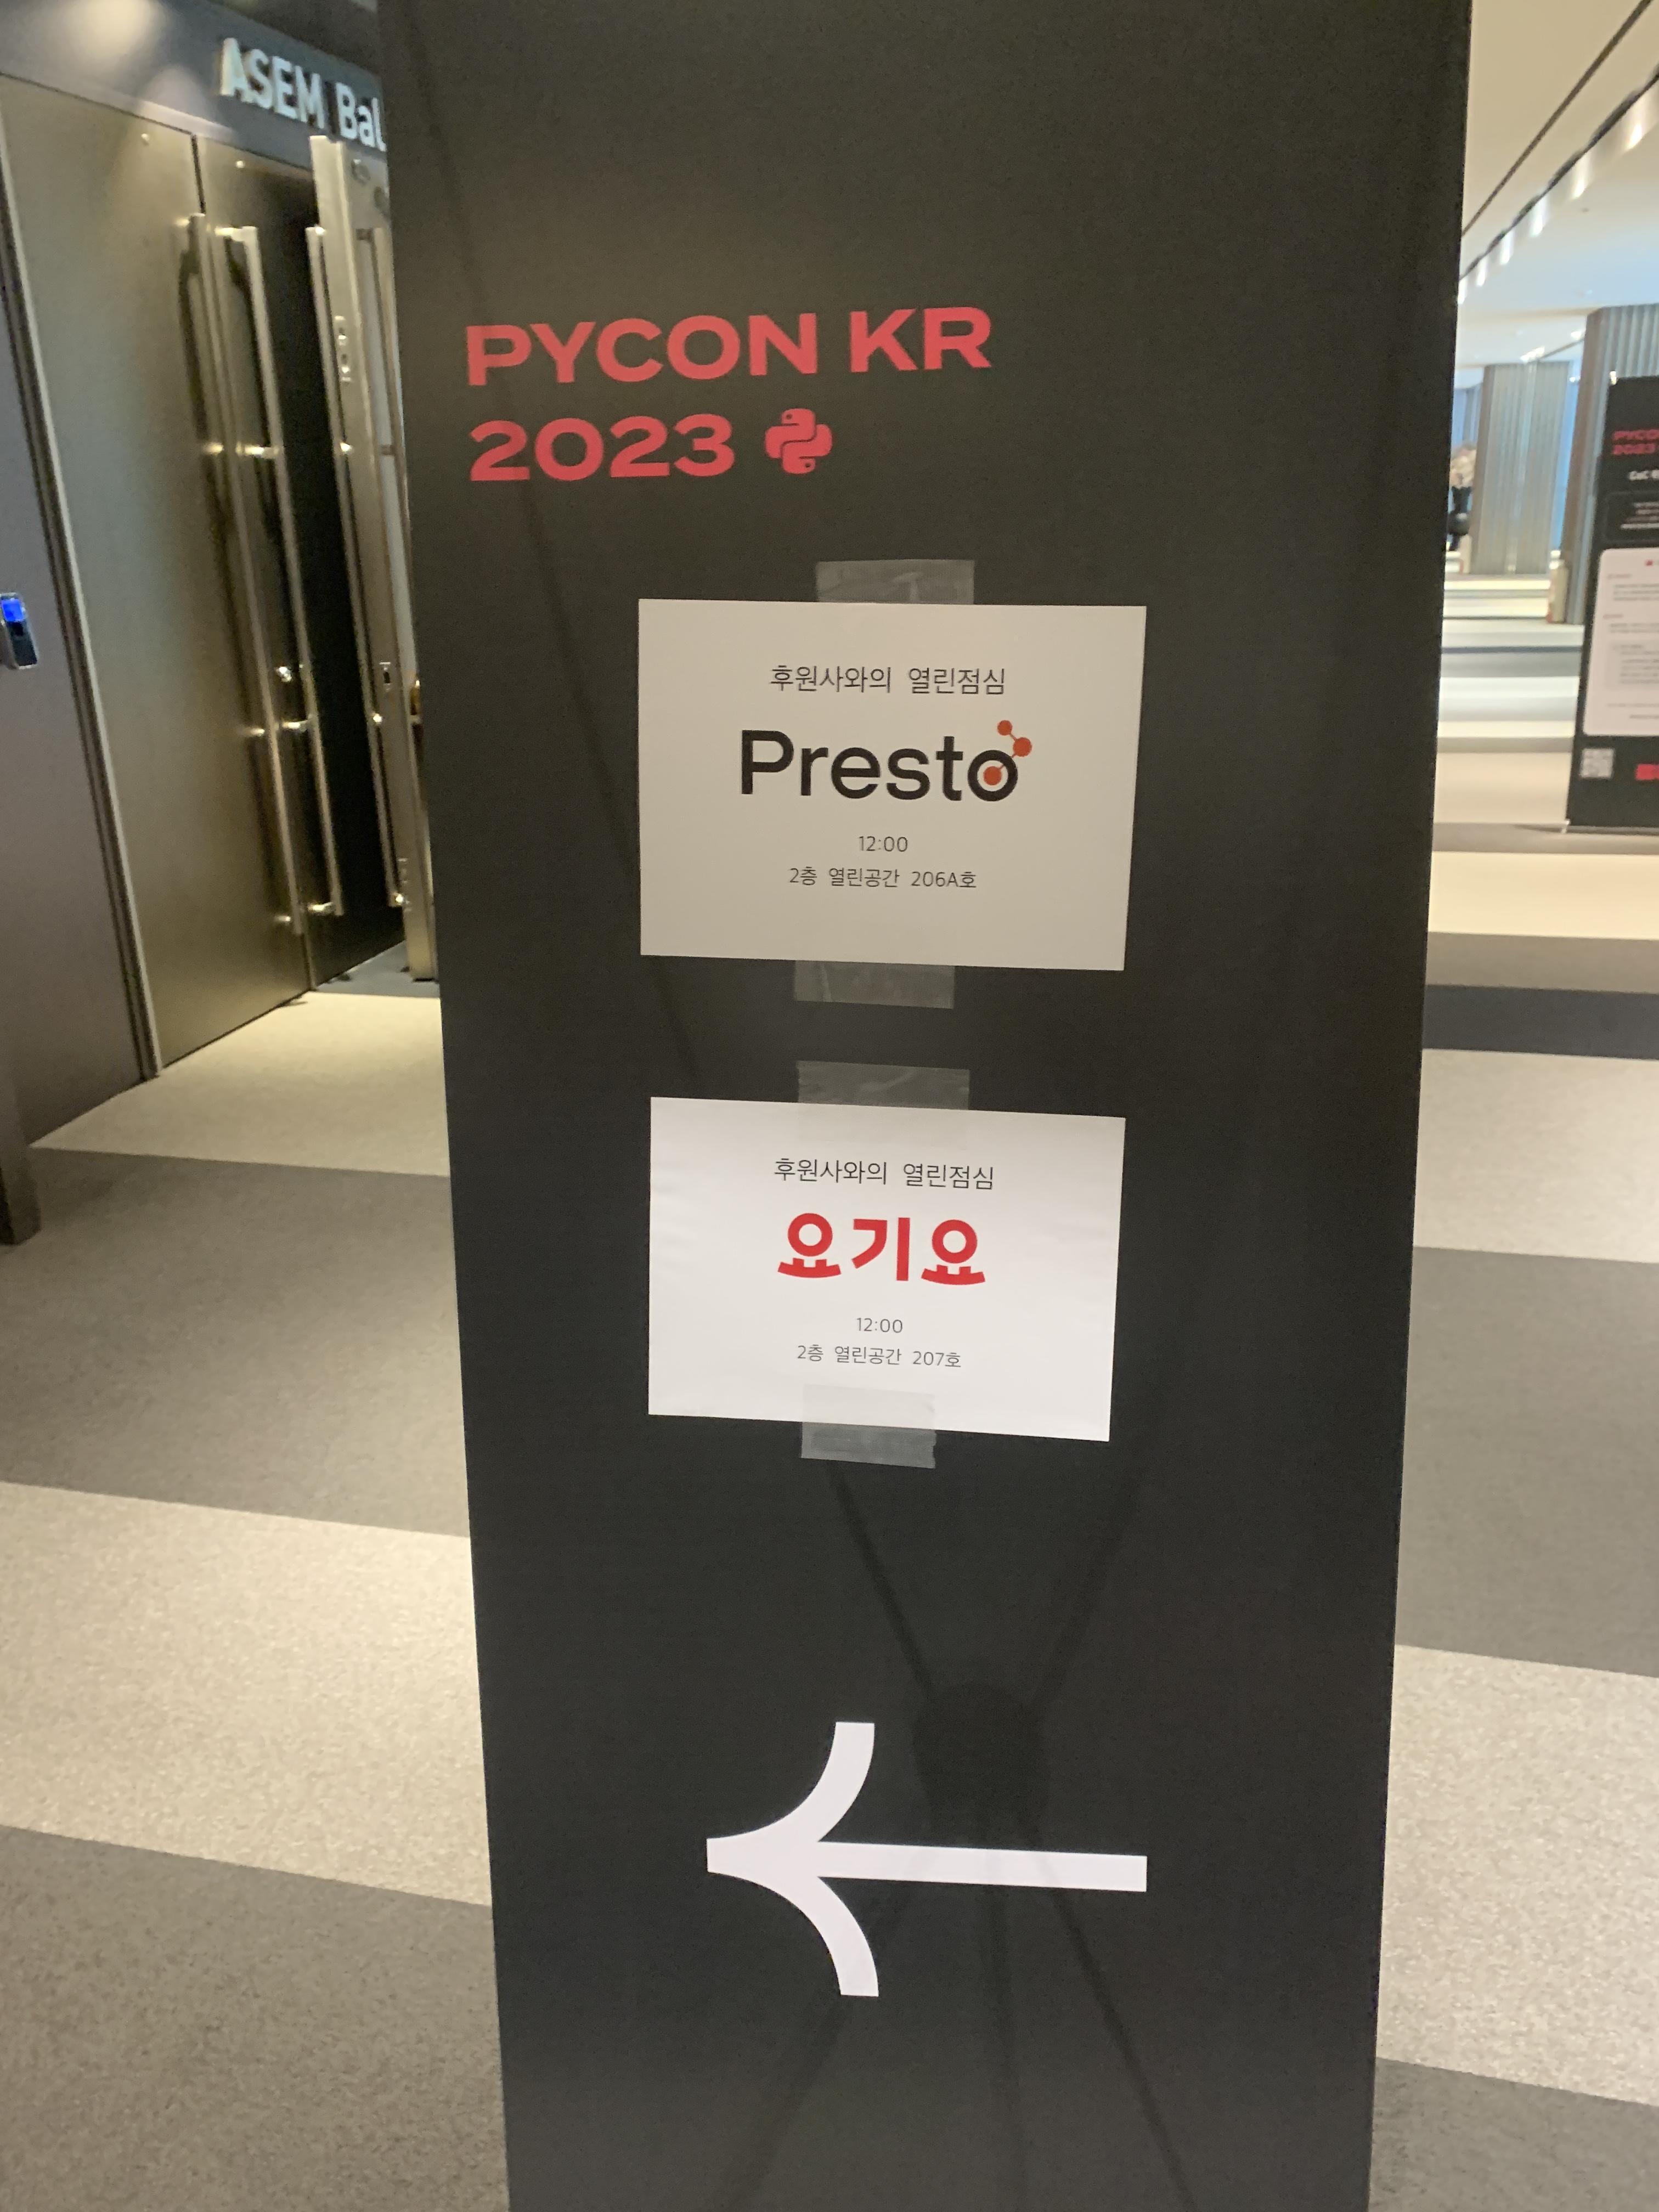 ASEM
PYCON KR
2023
후원사와의 열린점심
Presto
12:00
2층 열린공간 206A호
후원사와의 열린점심
요기요
12:00
2층 열린공간 207호
2023